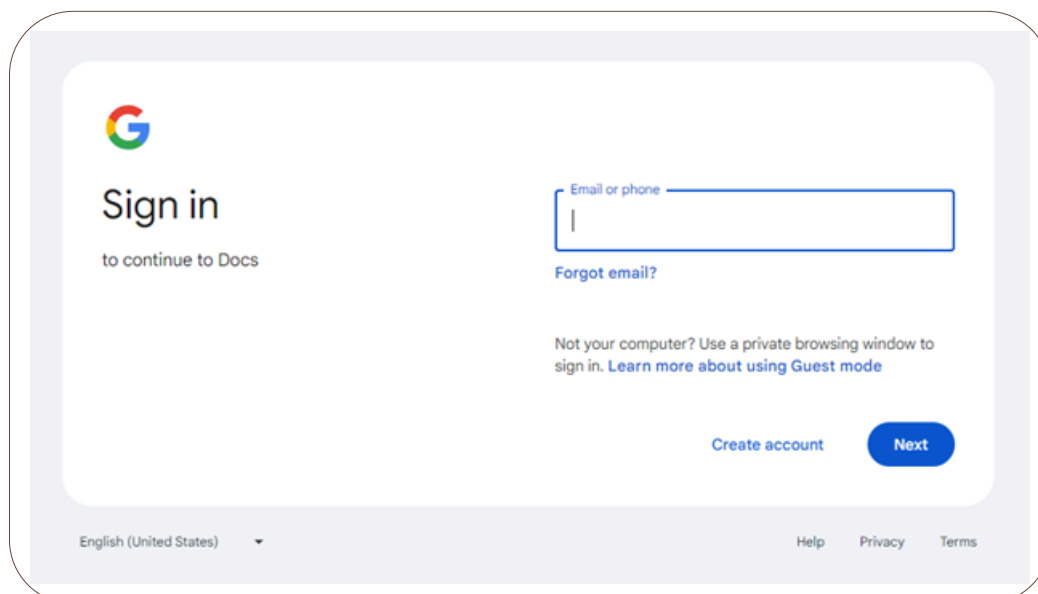 Sign in
to continue to Docs
Email or phone
Forgot email?
Not your computer? Use a private browsing window to
sign in. Learn more about using Guest mode
Create account
Next
English (United States)
Help
Privacy
Terms